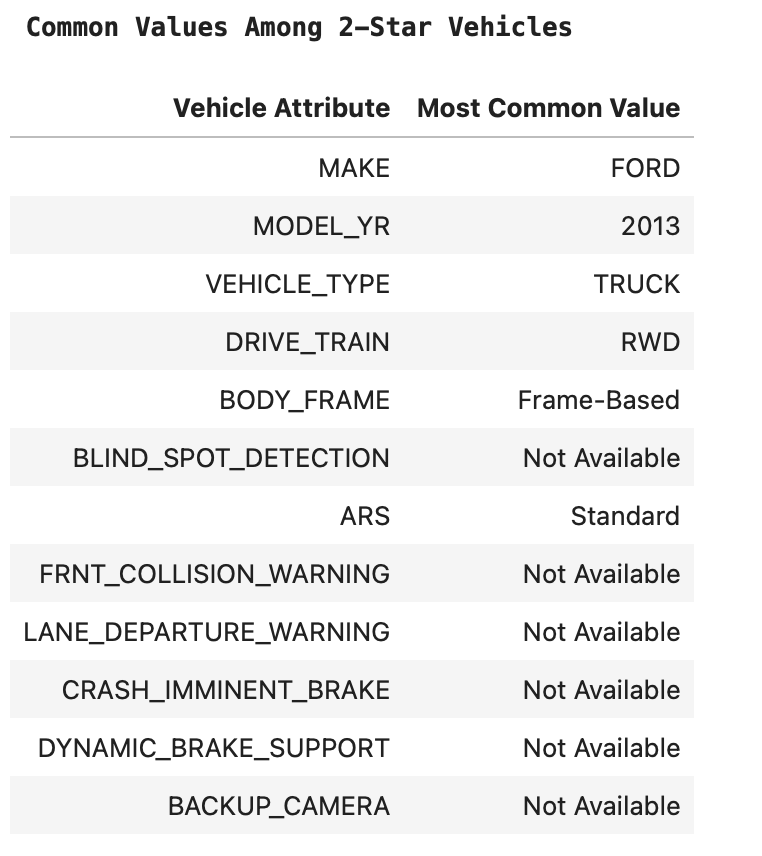 Common Values Among 2-Star Vehicles
Vehicle Attribute Most Common Value
MAKE FORD
MODEL_YR 2013
VEHICLE_TYPE TRUCK
DRIVE_TRAIN RWD
BODY_FRAME Frame-Based
BLIND_SPOT_DETECTION Not Available
ARS Standard
FRNT_COLLISION_WARNING Not Available
LANE_DEPARTURE_WARNING Not Available
CRASH_IMMINENT_BRAKE Not Available
DYNAMIC_BRAKE_SUPPORT Not Available
BACKUP_CAMERA Not Available